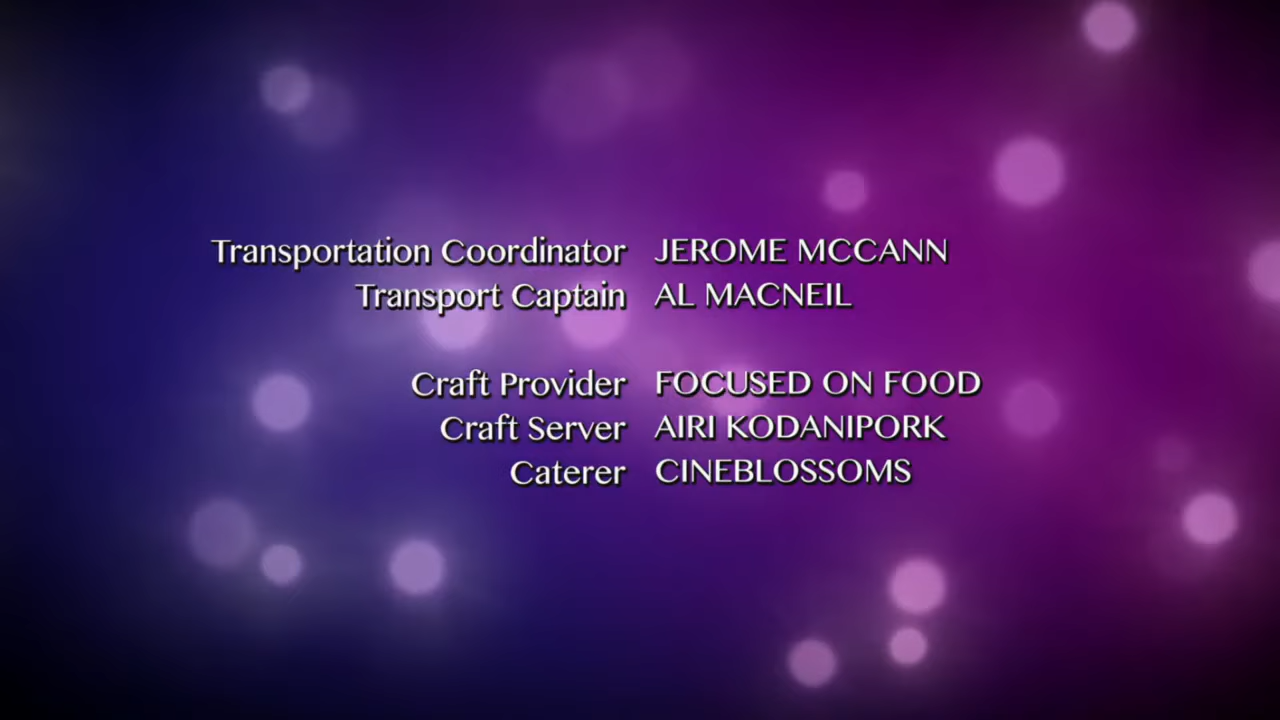 Transportation Coordinator JEROME MCCANN
Transport Captain AL MACNEIL
Craft Provider FOCUSED ON FOOD
Craft Server AIRI KODANIPORK
Caterer CINEBLOSSOMS